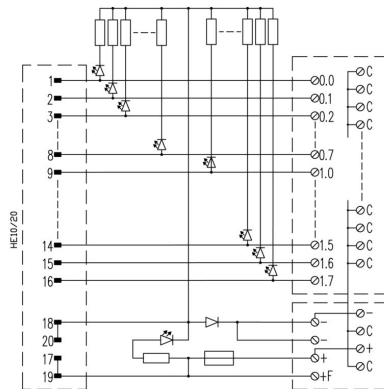 1 0.0 C
2 0.1 C
3 0.2 C
C
8 0.7
9 1.0
HE10/20
C
14 1.5 C
15 1.6 C
16 1.7 C
18 - -
20 - C
17 + +
19 +F C